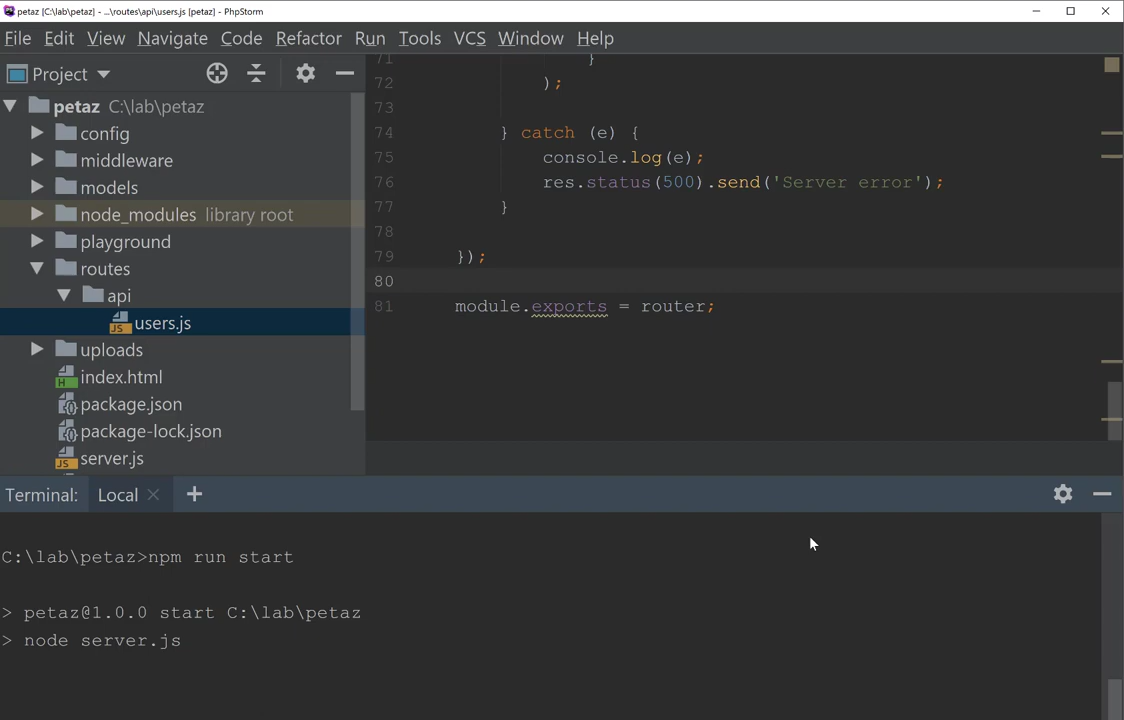 petaz [C:\lab\petaz] - ...\routes\api\users.js [petaz] - PhpStorm
File Edit View Navigate Code Refactor Run Tools VCS Window Help
Project
petaz C:\lab\petaz
config
middleware
models
node_modules library root
playground
routes
api
users.js
uploads
index.html
package.json
package-lock.json
server.js
71 }
72 );
73
74 } catch (e) {
75 console.log(e);
76 res.status(500).send('Server error');
77 }
78
79 });
80
81 module.exports = router;
Terminal: Local
C:\lab\petaz>npm run start
> petaz@1.0.0 start C:\lab\petaz
> node server.js